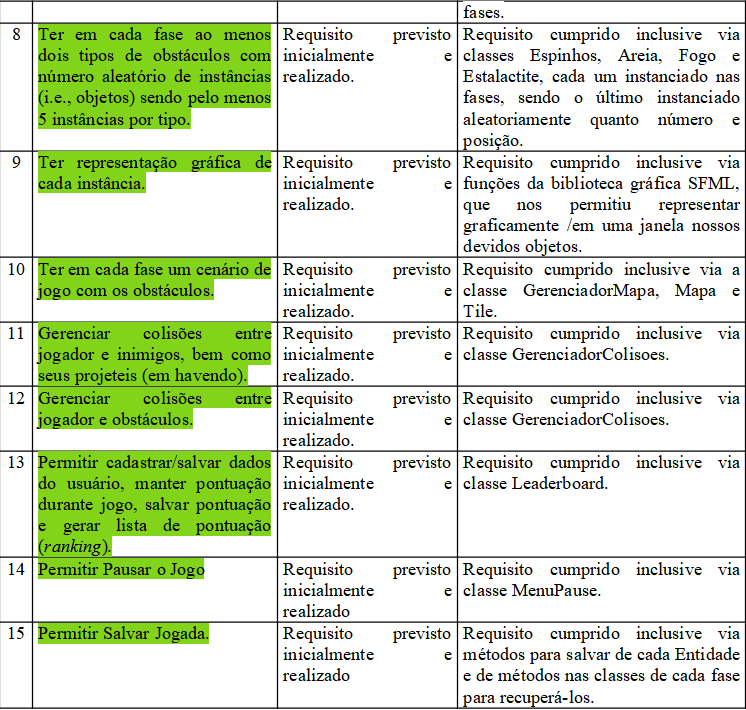 fases.
8
Ter em cada fase ao menos
dois tipos de obstáculos com
número aleatório de instâncias
(i.e., objetos) sendo pelo menos
5 instâncias por tipo.
Requisito previsto
inicialmente e
realizado.
Requisito cumprido inclusive via
classes Espinhos, Areia, Fogo e
Estalactite, cada um instanciado nas
fases, sendo o último instanciado
aleatoriamente quanto número e
posição.
9
Ter representação gráfica de
cada instância.
Requisito previsto
inicialmente e
realizado.
Requisito cumprido inclusive via
funções da biblioteca gráfica SFML,
que nos permitiu representar
graficamente /em uma janela nossos
devidos objetos.
10
Ter em cada fase um cenário de
jogo com os obstáculos.
Requisito previsto
inicialmente e
realizado.
Requisito cumprido inclusive via a
classe GerenciadorMapa, Mapa e
Tile.
11
Gerenciar colisões entre
jogador e inimigos, bem como
seus projeteis (em havendo).
Requisito previsto
inicialmente e
realizado.
Requisito cumprido inclusive via
classe GerenciadorColisoes.
12
Gerenciar colisões entre
jogador e obstáculos.
Requisito previsto
inicialmente e
realizado.
Requisito cumprido inclusive via
classe GerenciadorColisoes.
13
Permitir cadastrar/salvar dados
do usuário, manter pontuação
durante jogo, salvar pontuação
e gerar lista de pontuação
(ranking).
Requisito previsto
inicialmente e
realizado.
Requisito cumprido inclusive via
classe Leaderboard.
14
Permitir Pausar o Jogo
Requisito previsto
inicialmente e
realizado
Requisito cumprido inclusive via
classe MenuPause.
15
Permitir Salvar Jogada.
Requisito previsto
inicialmente e
realizado
Requisito cumprido inclusive via
métodos para salvar de cada Entidade
e de métodos nas classes de cada fase
para recuperá-los.